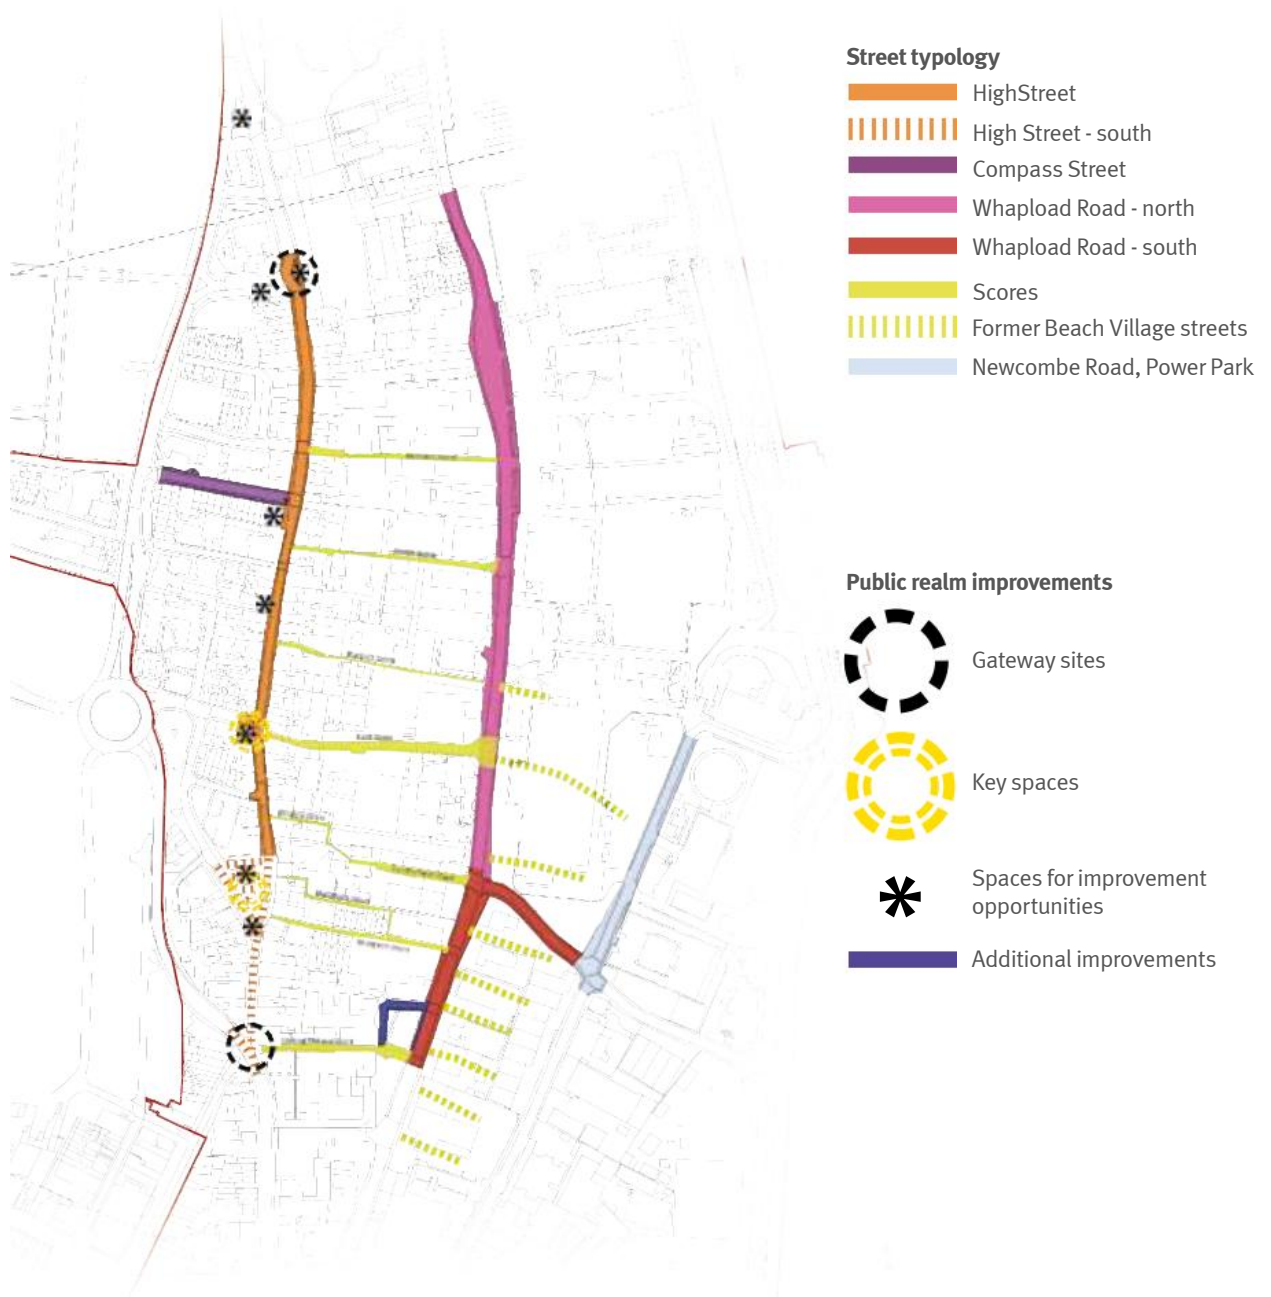 Street typology
HighStreet
High Street - south
Compass Street
Whapload Road - north
Whapload Road - south
Scores
Former Beach Village streets
Newcombe Road, Power Park
Public realm improvements
Gateway sites
Key spaces
Spaces for improvement
opportunities
Additional improvements